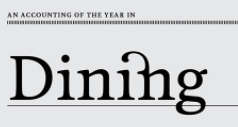 AN ACCOUNTING OF THE YEAR IN
Dining